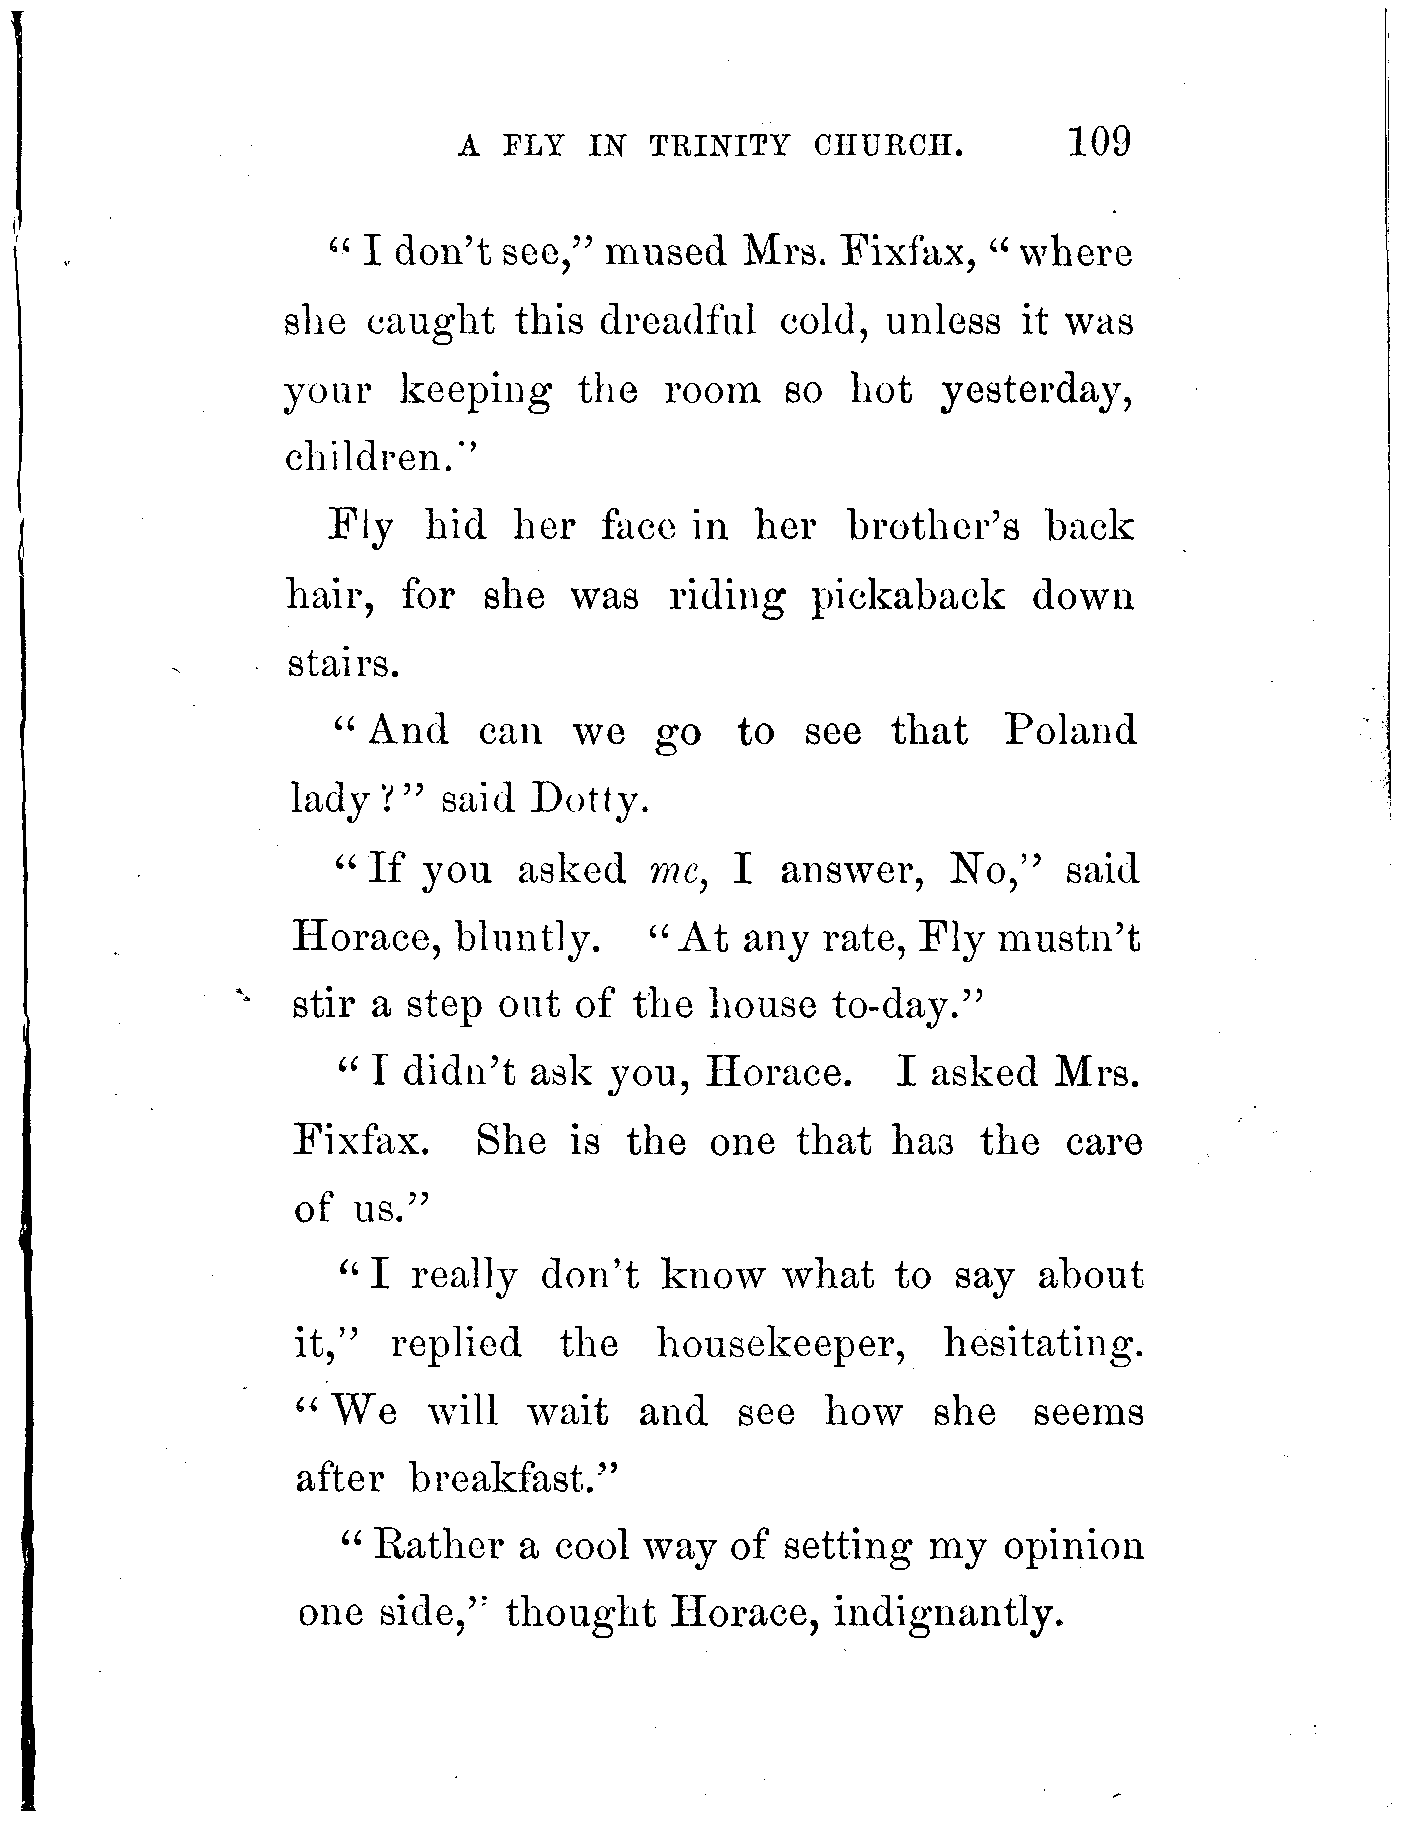 A FLY IN TRINITY CHURCH. 109
“ I don’t see,” mused Mrs. Fixfax, “ where
she caught this dreadful cold, unless it was
your keeping the room so hot yesterday,
children.”
Fly hid her face in her brother’s back
hair, for she was riding pickaback down
stairs.
“ And can we go to see that Poland
lady ? ” said Dotty.
“ If you asked me, I answer, No,” said
Horace, bluntly. “ At any rate, Fly mustn’t
stir a step out of the house to-day.”
“ I didn’t ask you, Horace. I asked Mrs.
Fixfax. She is the one that has the care
of us.”
“ I really don’t know what to say about
it,” replied the housekeeper, hesitating.
“ We will wait and see how she seems
after breakfast.”
“ Rather a cool way of setting my opinion
one side,” thought Horace, indignantly.